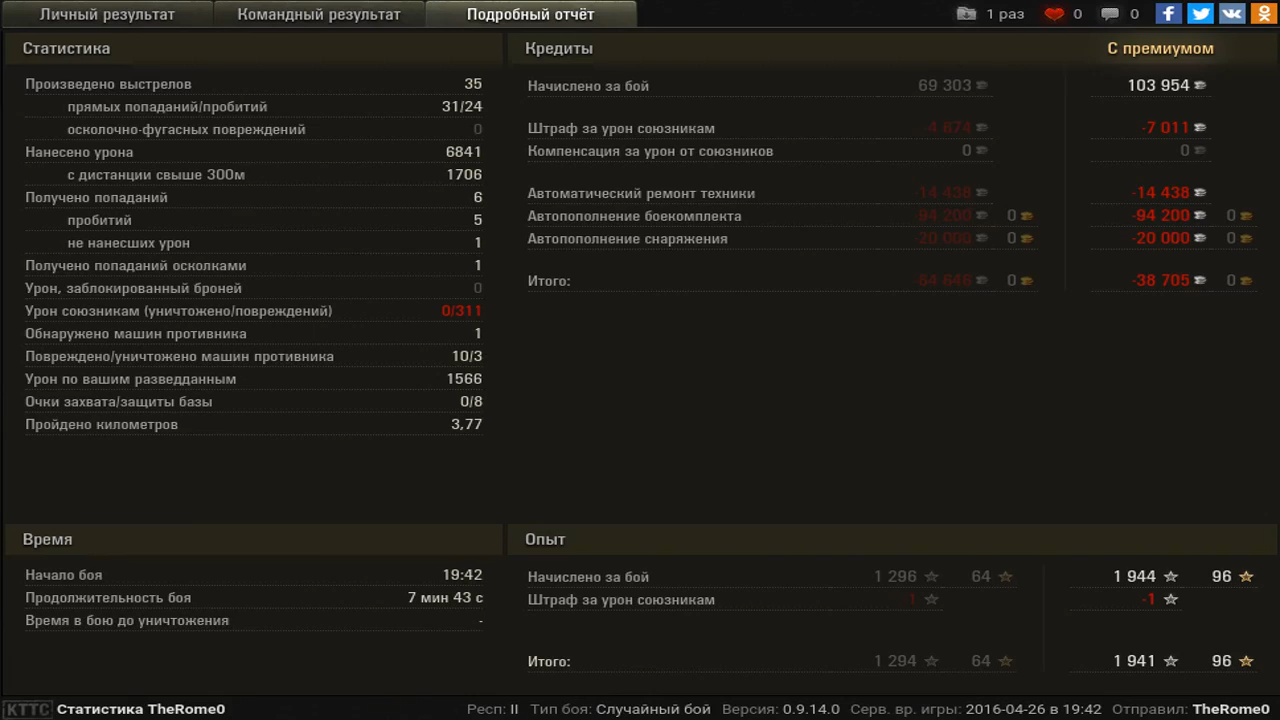 Личный результат Командный результат Подробный отчёт 1 раз 0 0
Статистика
Произведено выстрелов 35
прямых попаданий/пробитий 31/24
осколочно-фугасных повреждений 0
Нанесено урона 6841
с дистанции свыше 300м 1706
Получено попаданий 6
пробитий 5
не нанесших урон 1
Получено попаданий осколками 1
Урон, заблокированный броней 0
Урон союзникам (уничтожено/повреждений) 0/311
Обнаружено машин противника 1
Повреждено/уничтожено машин противника 10/3
Урон по вашим разведданным 1566
Очки захвата/защиты базы 0/8
Пройдено километров 3,77
Кредиты С премиумом
Начислено за бой 69 303 103 954
Штраф за урон союзникам -4 674 -7 011
Компенсация за урон от союзников 0 0
Автоматический ремонт техники -14 438 -14 438
Автопополнение боекомплекта -94 200 0 -94 200 0
Автопополнение снаряжения -20 000 0 -20 000 0
Итого: 0 -38 705 0
Время
Начало боя 19:42
Продолжительность боя 7 мин 43 с
Время в бою до уничтожения -
Опыт
Начислено за бой 1 296 64 1 944 96
Штраф за урон союзникам -1 -1
Итого: 1 294 64 1 941 96
КТТС Статистика TheRome0 Респ: II Тип боя: Случайный бой Версия: 0.9.14.0 Серв. вр. игры: 2016-04-26 в 19:42 Отправил: TheRome0